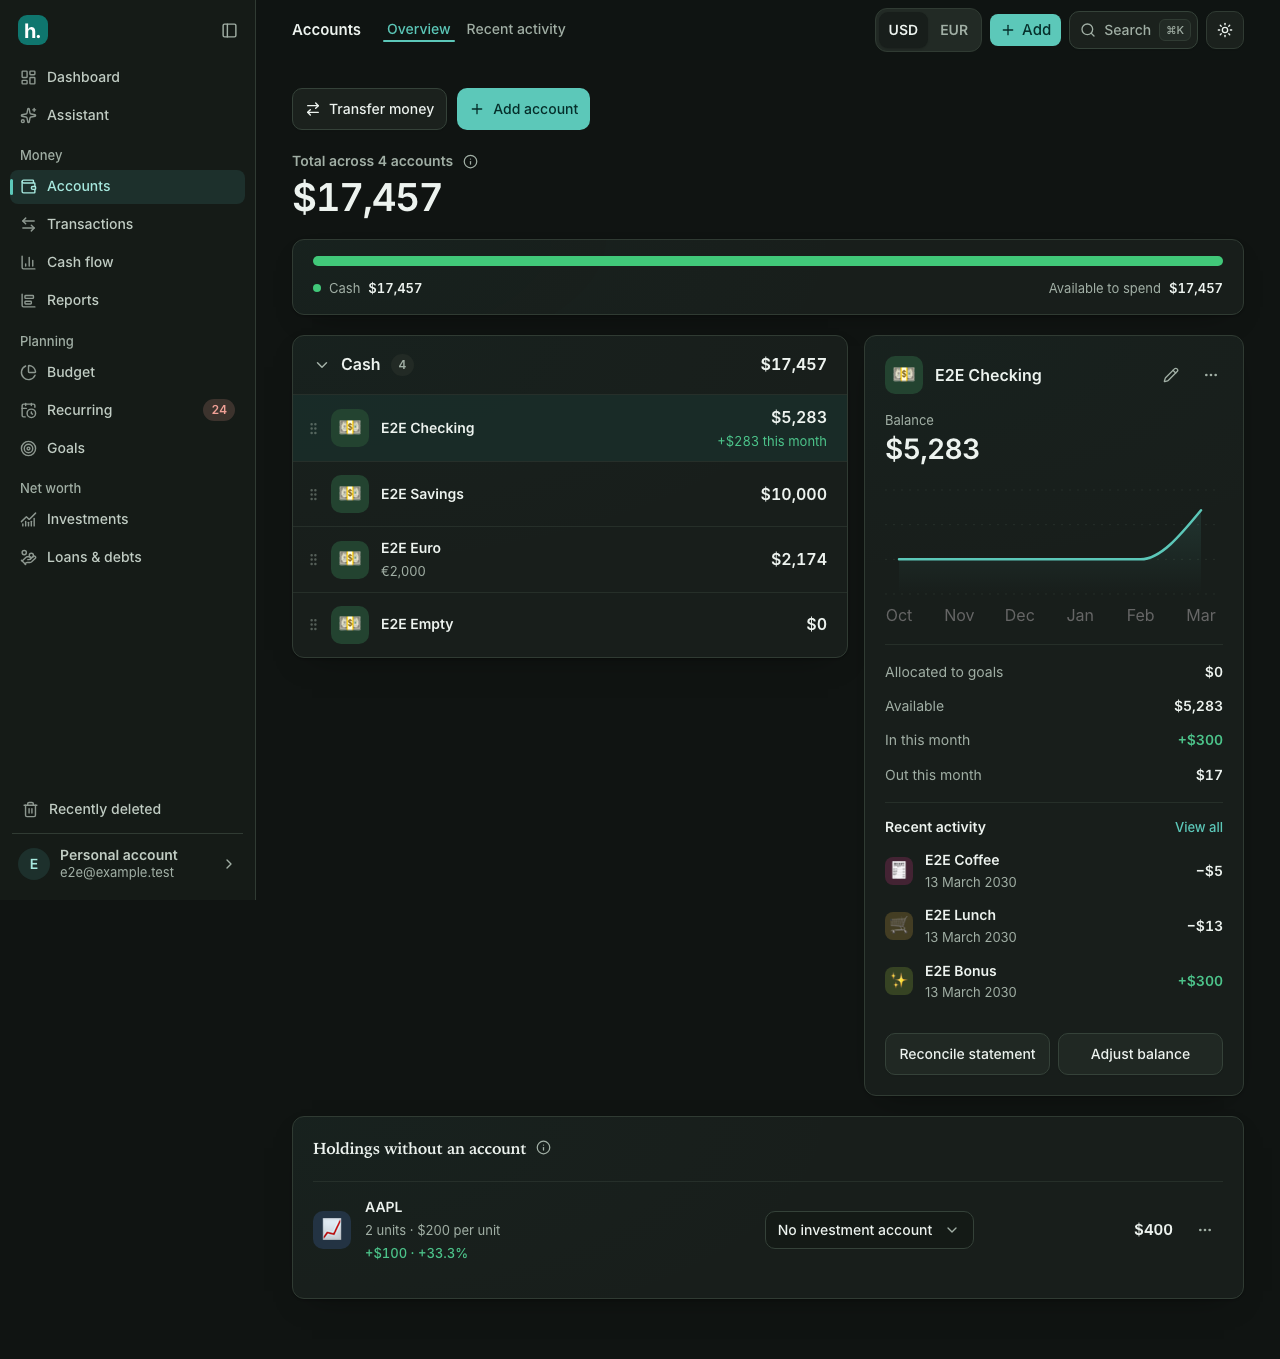 h.
Dashboard
Assistant
Money
Accounts
Transactions
Cash flow
Reports
Planning
Budget
Recurring 24
Goals
Net worth
Investments
Loans & debts
Recently deleted
E
Personal account
e2e@example.test
Accounts Overview Recent activity
USD EUR
Add
Search ⌘K
Transfer money
Add account
Total across 4 accounts
$17,457
Cash $17,457
Available to spend $17,457
Cash 4 $17,457
E2E Checking $5,283
+$283 this month
E2E Savings $10,000
E2E Euro
€2,000
$2,174
E2E Empty $0
E2E Checking
Balance
$5,283
Oct Nov Dec Jan Feb Mar
Allocated to goals $0
Available $5,283
In this month +$300
Out this month $17
Recent activity View all
E2E Coffee
13 March 2030
−$5
E2E Lunch
13 March 2030
−$13
E2E Bonus
13 March 2030
+$300
Reconcile statement
Adjust balance
Holdings without an account
AAPL
2 units · $200 per unit
+$100 · +33.3%
No investment account
$400